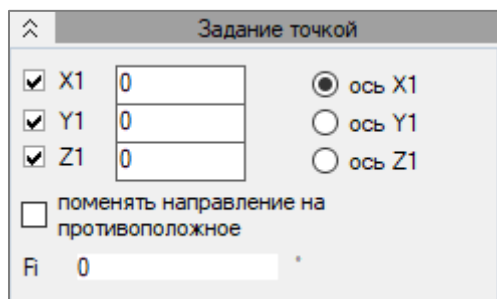 Задание точкой
X1 0 ось X1
Y1 0 ось Y1
Z1 0 ось Z1
поменять направление на
противоположное
Fi 0 °